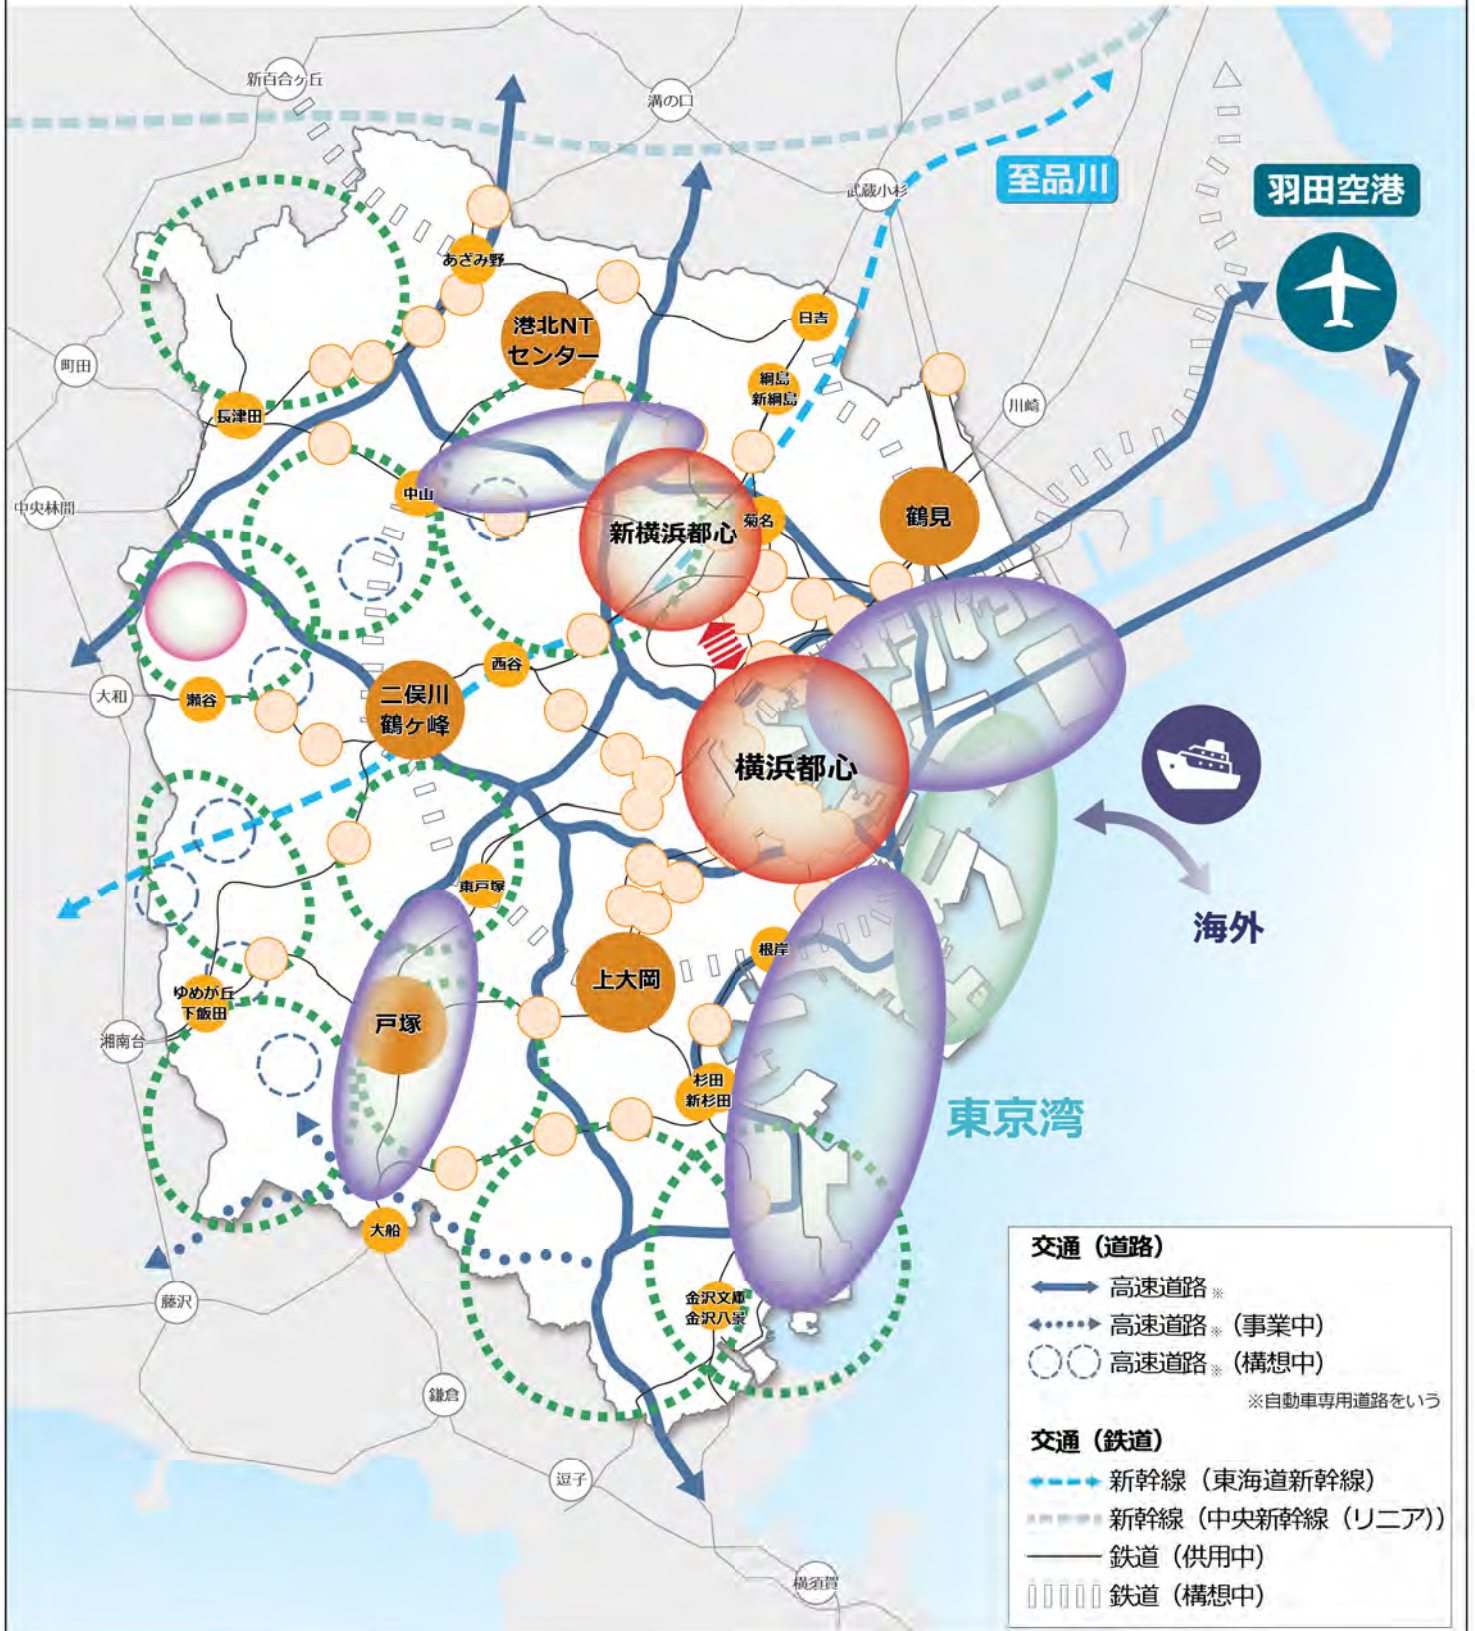 新百合ヶ丘
溝の口
武蔵小杉
至品川
羽田空港
あざみ野
港北NT
センター
日吉
町田
綱島
新綱島
川崎
長津田
中山
中央林間
新横浜都心
菊名
鶴見
西谷
大和
瀬谷
二俣川
鶴ヶ峰
横浜都心
海外
東戸塚
根岸
上大岡
ゆめが丘
下飯田
戸塚
湘南台
杉田
新杉田
東京湾
大船
藤沢
金沢文庫
金沢八景
鎌倉
逗子
横須賀
交通（道路）
高速道路※
高速道路※（事業中）
高速道路※（構想中）
※自動車専用道路をいう
交通（鉄道）
新幹線（東海道新幹線）
新幹線（中央新幹線（リニア））
鉄道（供用中）
鉄道（構想中）